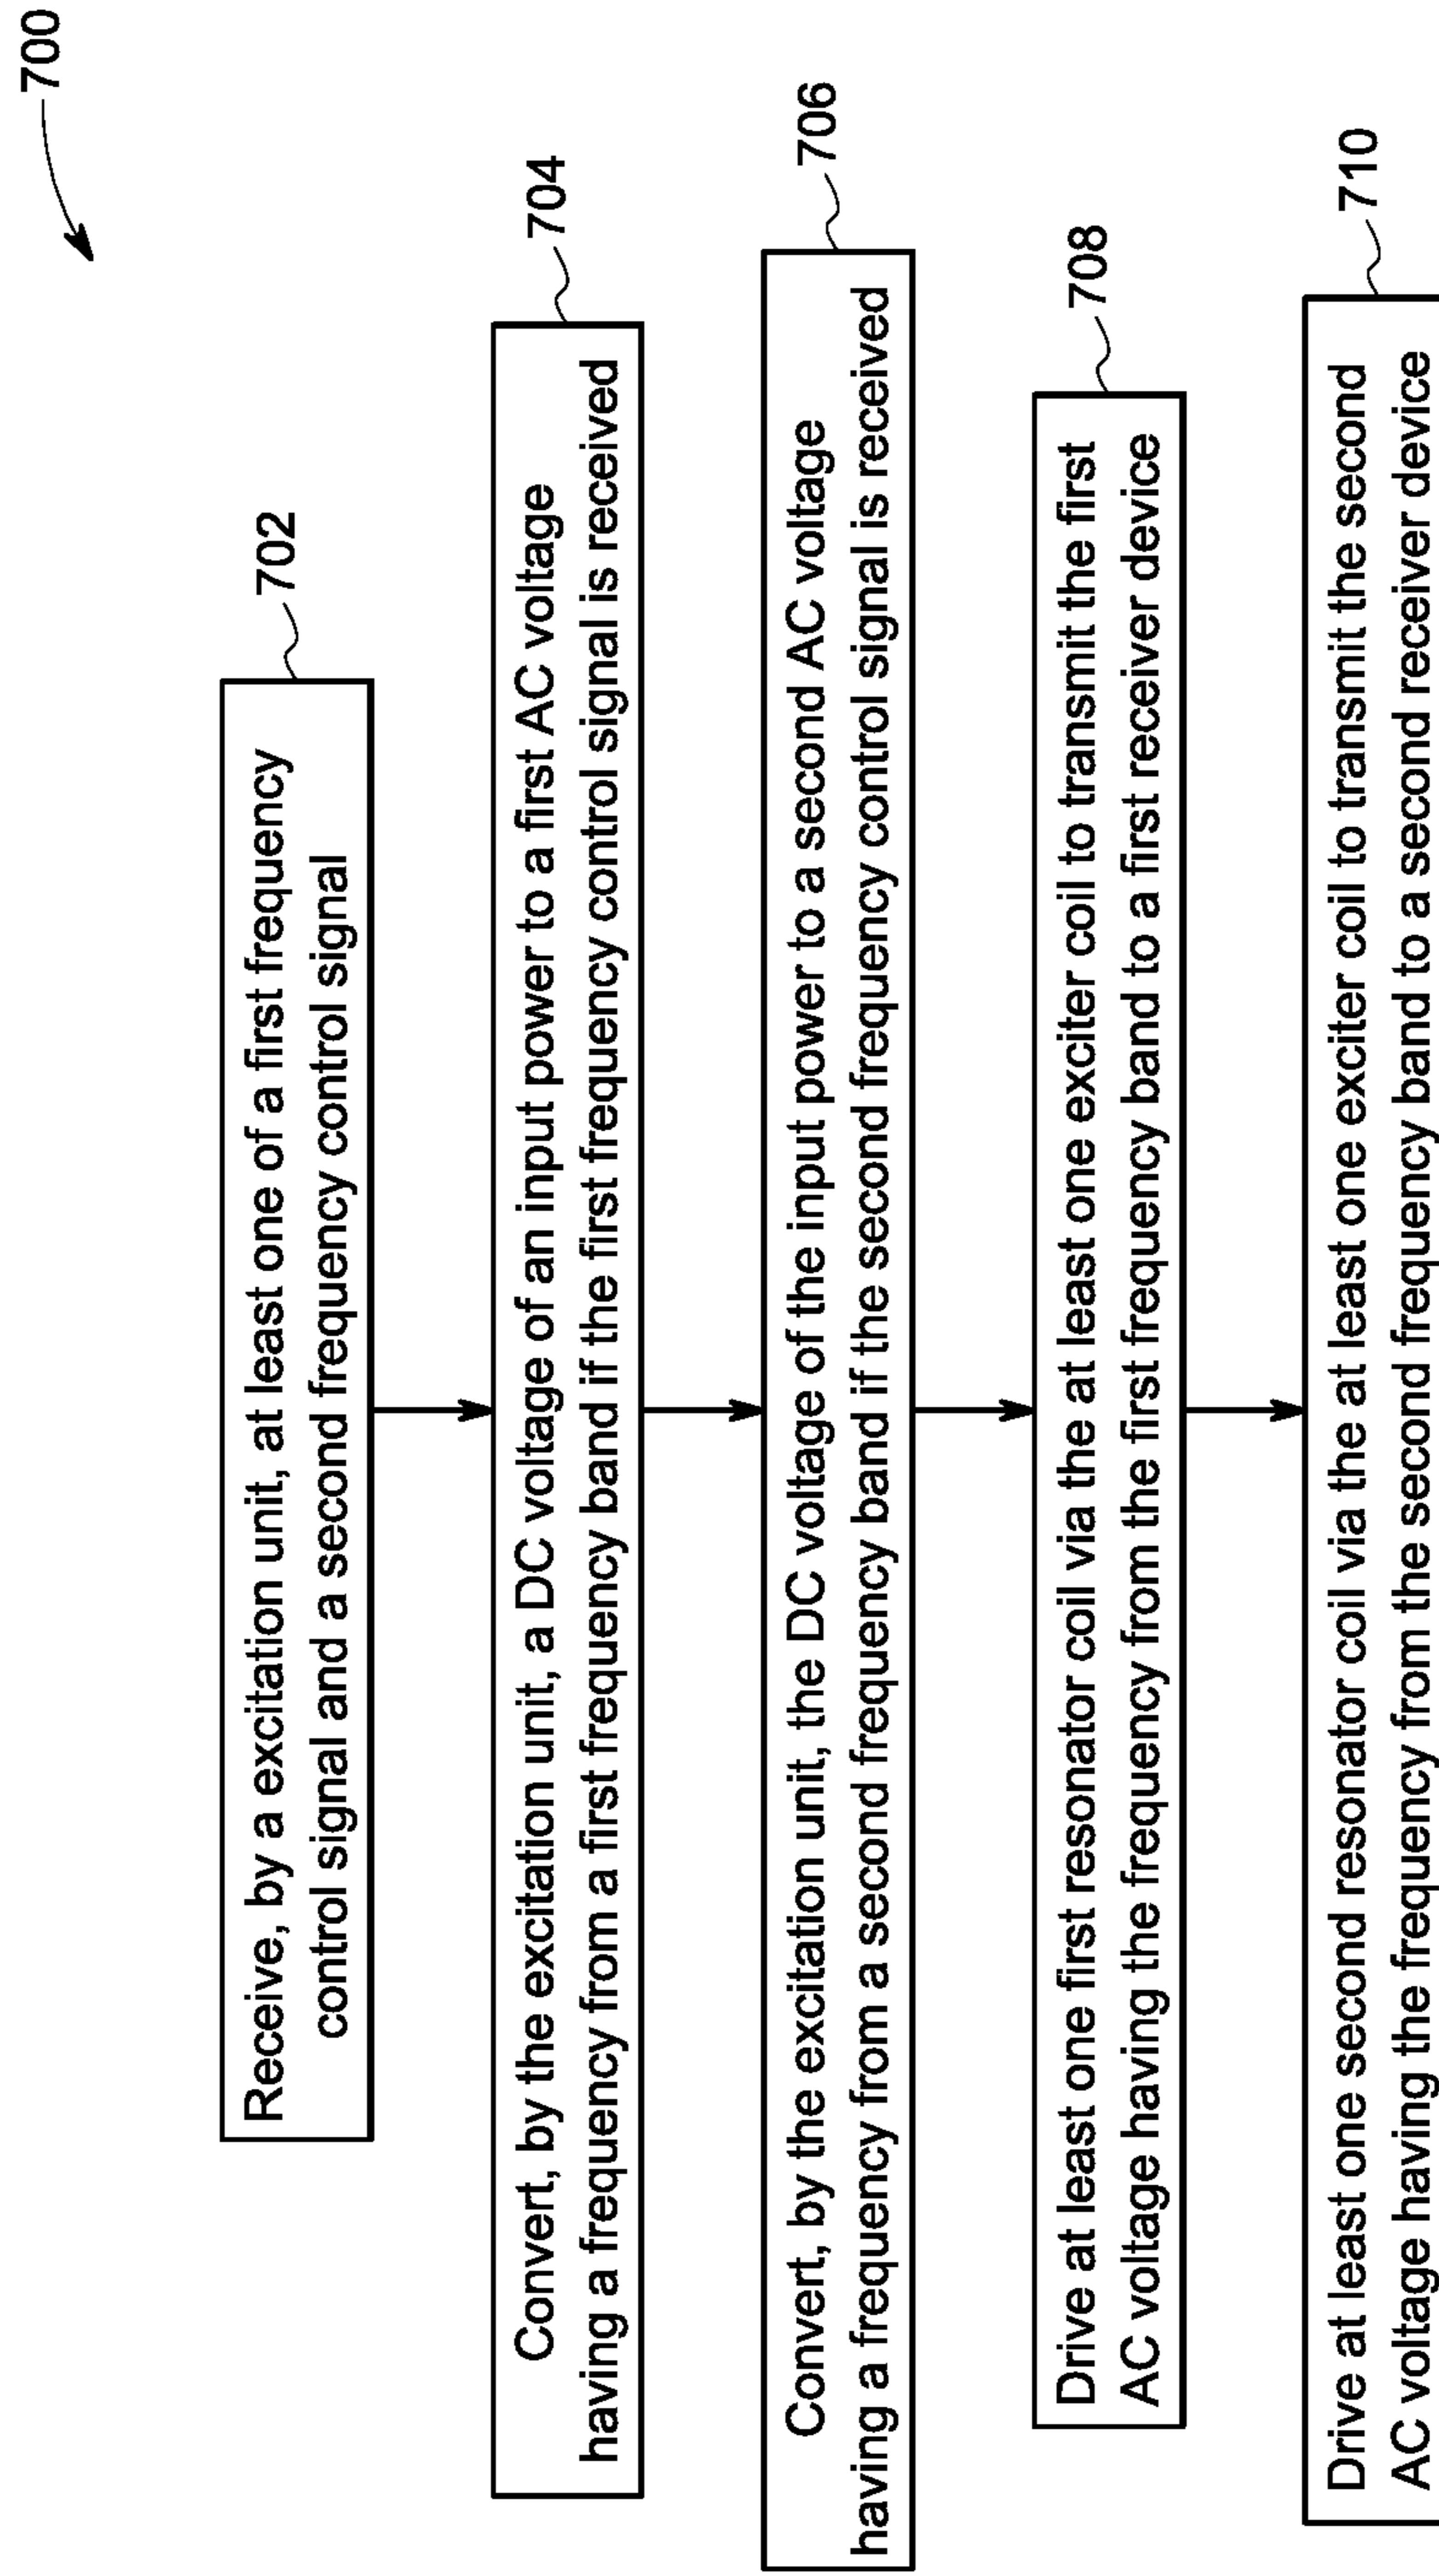 700
702
Receive, by a excitation unit, at least one of a first frequency
control signal and a second frequency control signal
704
Convert, by the excitation unit, a DC voltage of an input power to a first AC voltage
having a frequency from a first frequency band if the first frequency control signal is received
706
Convert, by the excitation unit, the DC voltage of the input power to a second AC voltage
having a frequency from a second frequency band if the second frequency control signal is received
708
Drive at least one first resonator coil via the at least one exciter coil to transmit the first
AC voltage having the frequency from the first frequency band to a first receiver device
710
Drive at least one second resonator coil via the at least one exciter coil to transmit the second
AC voltage having the frequency from the second frequency band to a second receiver device